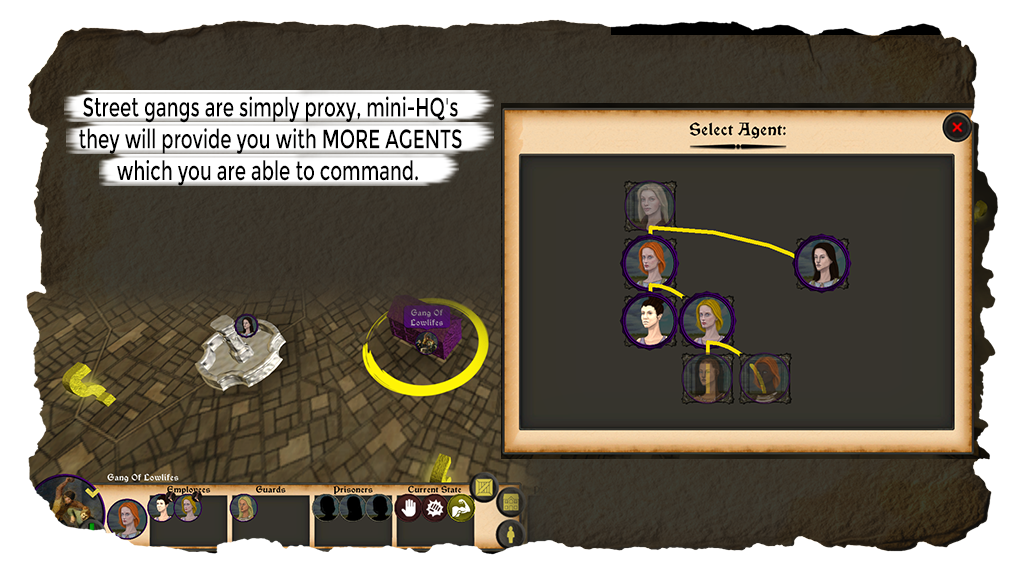 Street gangs are simply proxy, mini-HQ's
they will provide you with MORE AGENTS
which you are able to command.
Select Agent:
Gang Of
Lowlifes
Gang Of Lowlifes
Employees
Guards
Prisoners
Current State